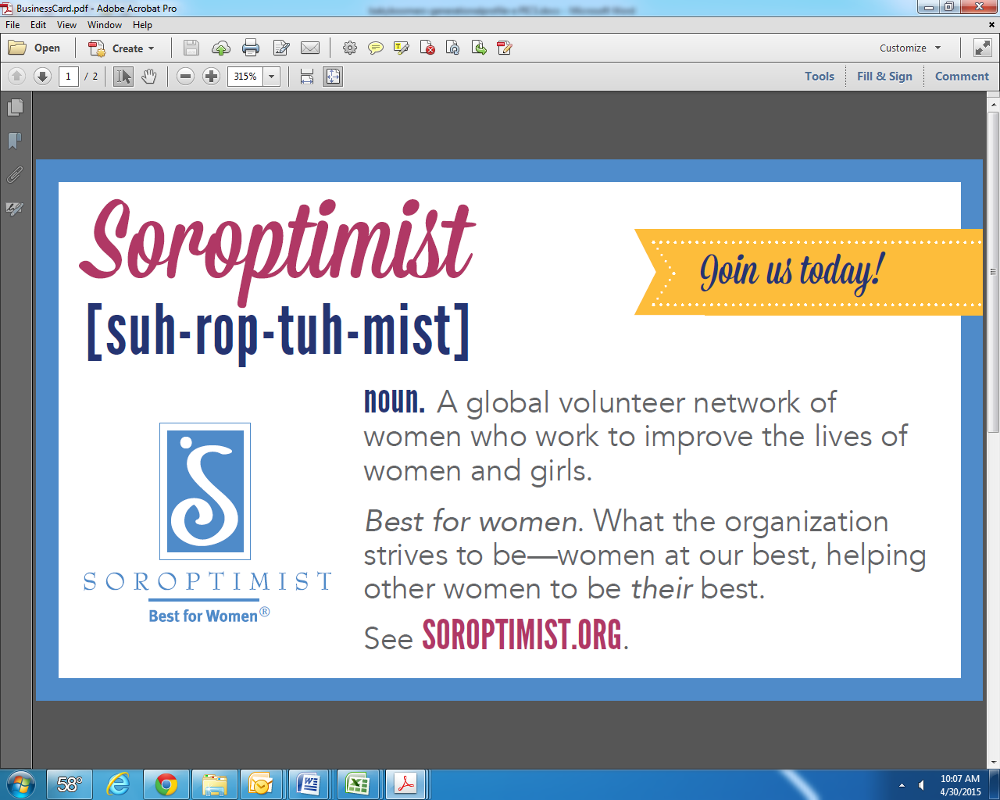 BusinessCard.pdf - Adobe Acrobat Pro
File Edit View Window Help
Open Create Customize
1 / 2 315% Tools Fill & Sign Comment
Soroptimist
Join us today!
[suh-rop-tuh-mist]
noun. A global volunteer network of
women who work to improve the lives of
women and girls.
Best for women. What the organization
strives to be—women at our best, helping
other women to be their best.
See SOROPTIMIST.ORG.
S
SOROPTIMIST
Best for Women®
58°
10:07 AM
4/30/2015